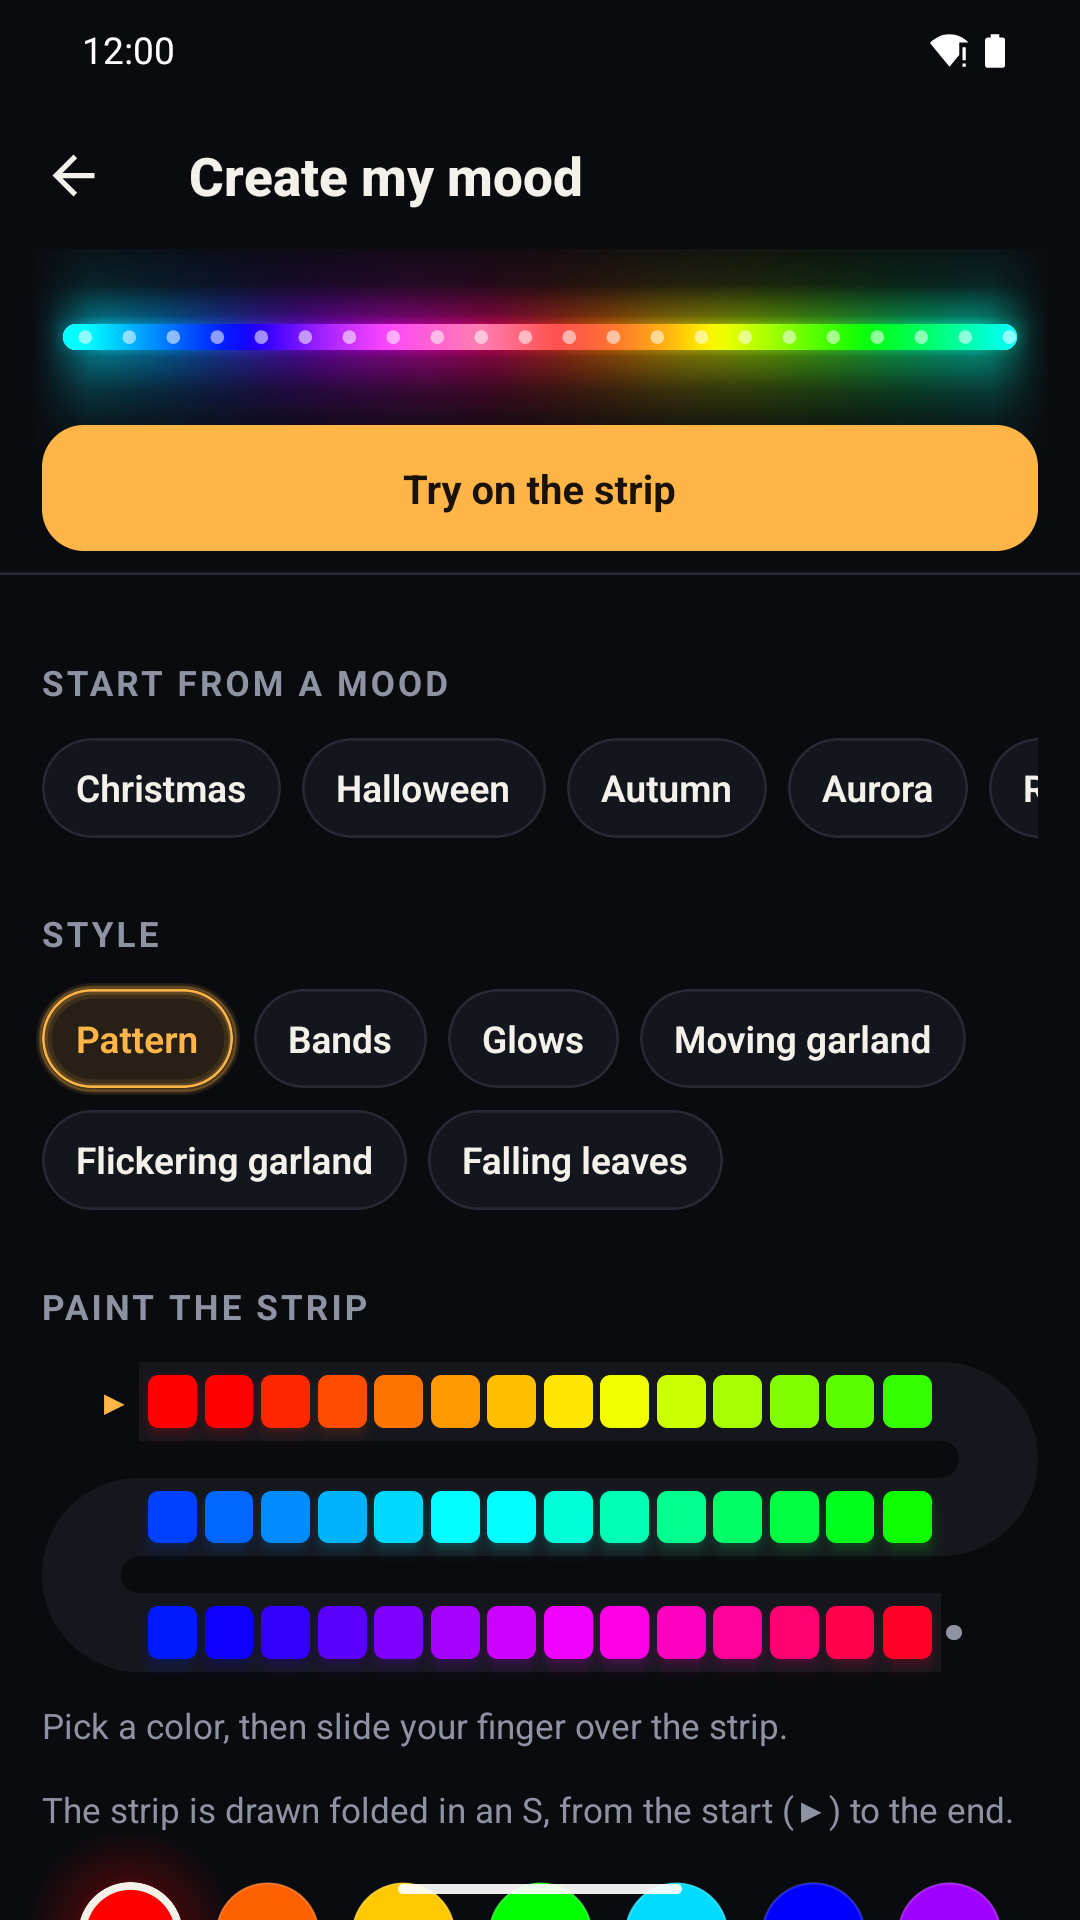 12:00
Create my mood
Try on the strip
START FROM A MOOD
Christmas Halloween Autumn Aurora
STYLE
Pattern Bands Glows Moving garland
Flickering garland Falling leaves
PAINT THE STRIP
Pick a color, then slide your finger over the strip.
The strip is drawn folded in an S, from the start (►) to the end.